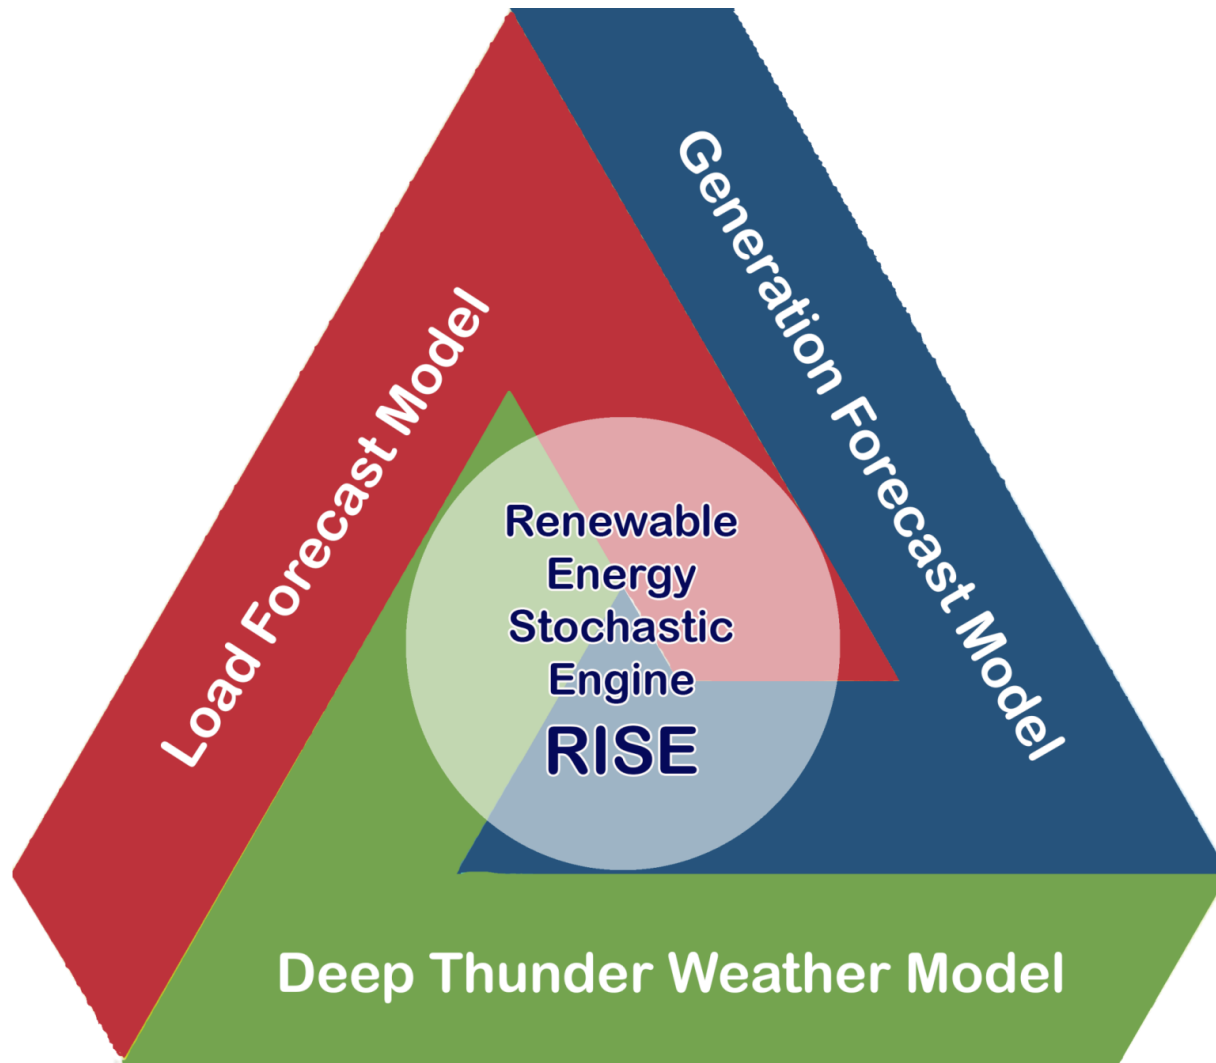 Load Forecast Model
Generation Forecast Model
Renewable
Energy
Stochastic
Engine
RISE
Deep Thunder Weather Model